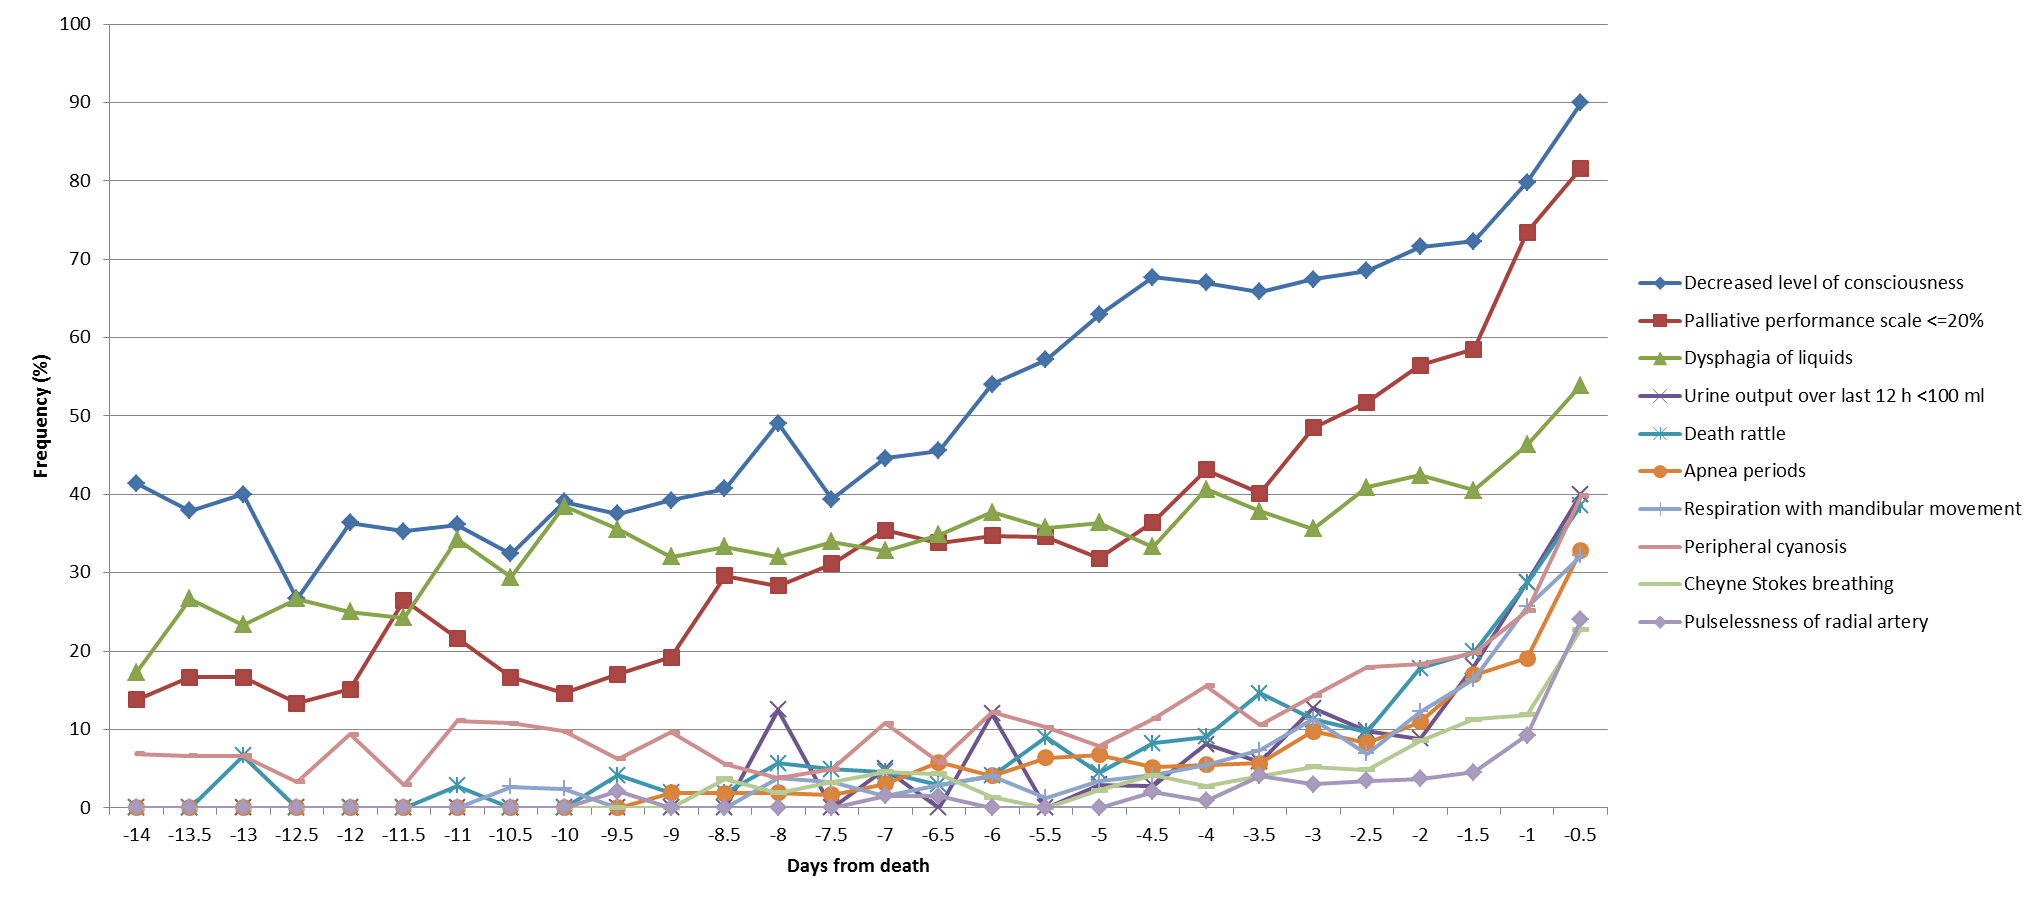 100
90
80
70
60
50
40
30
20
10
0
Frequency (%)
-14 -13.5 -13 -12.5 -12 -11.5 -11 -10.5 -10 -9.5 -9 -8.5 -8 -7.5 -7 -6.5 -6 -5.5 -5 -4.5 -4 -3.5 -3 -2.5 -2 -1.5 -1 -0.5
Days from death
Decreased level of consciousness
Palliative performance scale <=20%
Dysphagia of liquids
Urine output over last 12 h <100 ml
Death rattle
Apnea periods
Respiration with mandibular movement
Peripheral cyanosis
Cheyne Stokes breathing
Pulselessness of radial artery